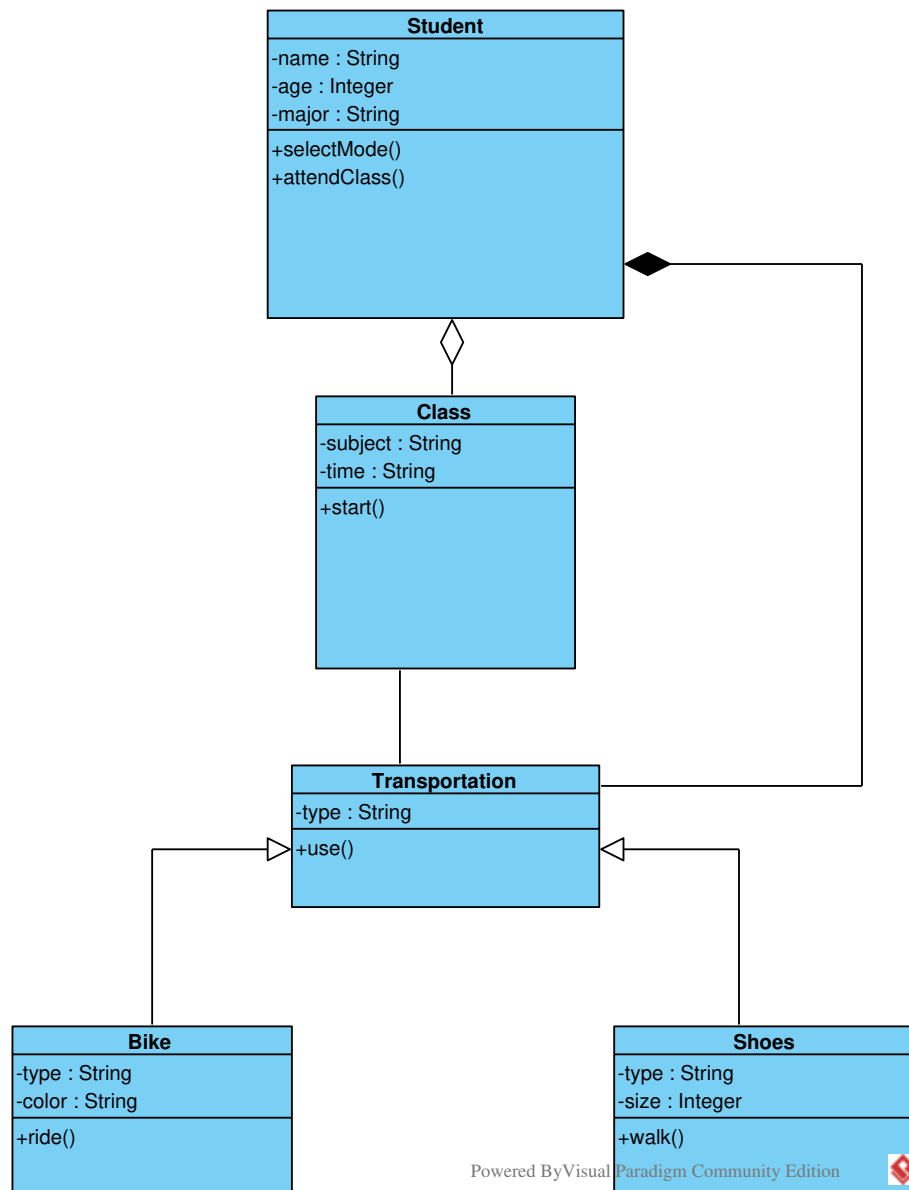 Student
-name : String
-age : Integer
-major : String
+selectMode()
+attendClass()
Class
-subject : String
-time : String
+start()
Transportation
-type : String
+use()
Bike
-type : String
-color : String
+ride()
Shoes
-type : String
-size : Integer
+walk()
Powered ByVisual Paradigm Community Edition